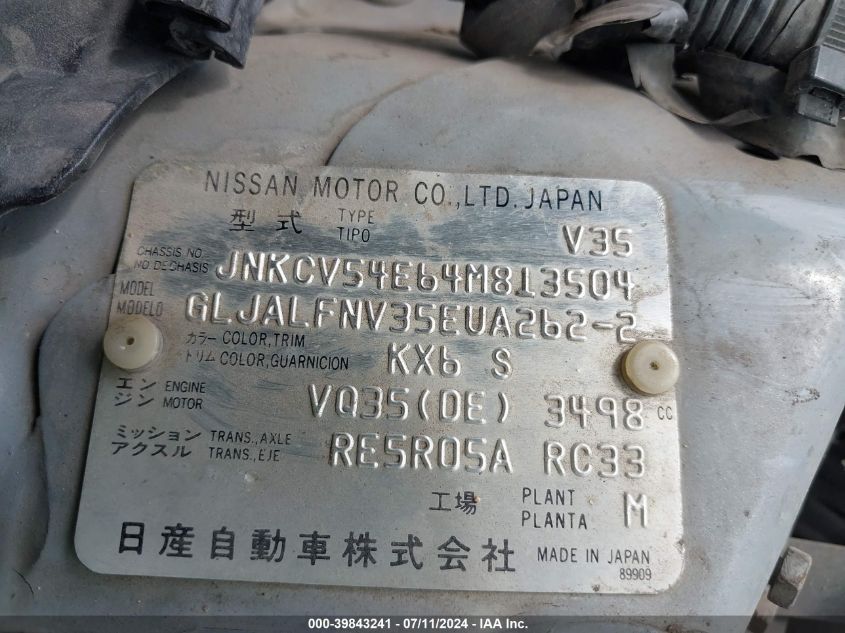 NISSAN MOTOR CO.,LTD. JAPAN
型式 TYPE TIPO V35
CHASSIS NO NO DE CHASIS JNKCV54E64M813504
MODEL MODELO GLJALFNV35EUA262-2
カラー COLOR,TRIM
トリム COLOR,GUARNICION KX6 S
エンジン ENGINE MOTOR VQ35(DE) 3498 CC
ミッション TRANS.,AXLE
アクスル TRANS.,EJE RE5R05A RC33
工場 PLANT PLANTA M
日産自動車株式会社 MADE IN JAPAN
89909
000-39843241 - 07/11/2024 - IAA Inc.